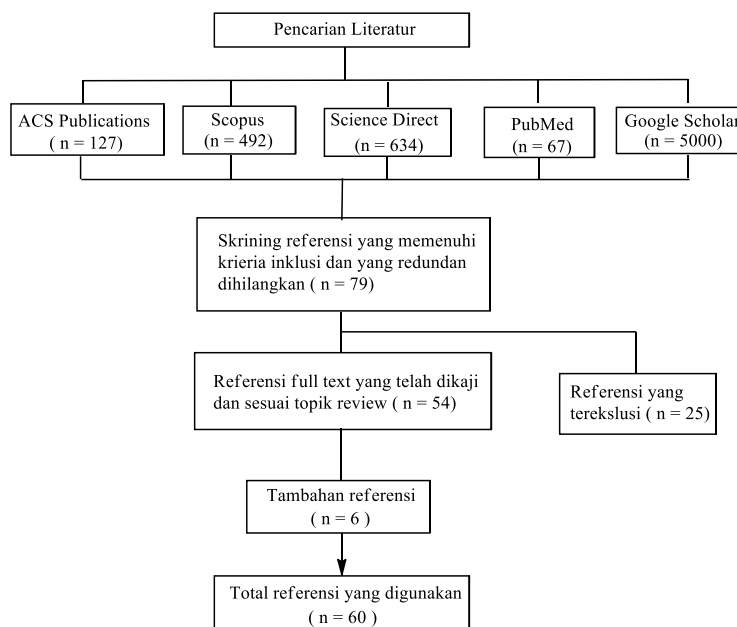 Pencarian Literatur
ACS Publications
( n = 127)
Scopus
(n = 492)
Science Direct
(n = 634)
PubMed
(n = 67)
Google Scholar
(n = 5000)
Skrining referensi yang memenuhi
krieria inklusi dan yang redundan
dihilangkan ( n = 79)
Referensi full text yang telah dikaji
dan sesuai topik review ( n = 54)
Referensi yang
terekslusi ( n = 25)
Tambahan referensi
( n = 6 )
Total referensi yang digunakan
( n = 60)